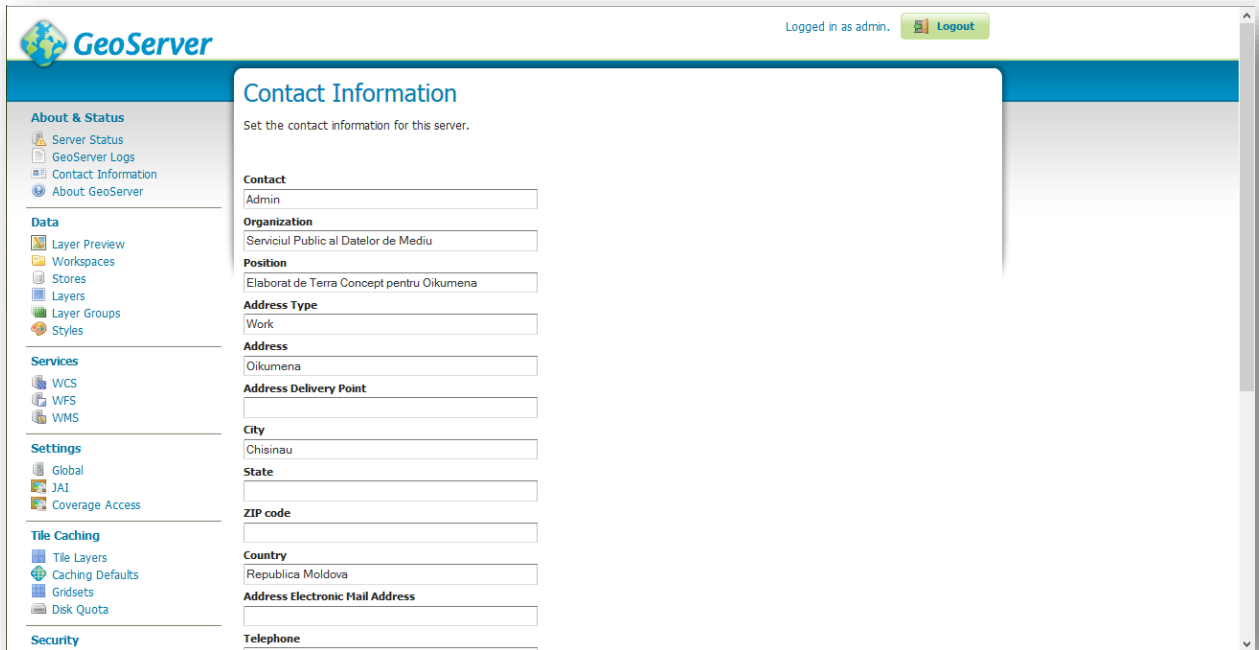 GeoServer
Logged in as admin.
Logout
About & Status
Server Status
GeoServer Logs
Contact Information
About GeoServer
Data
Layer Preview
Workspaces
Stores
Layers
Layer Groups
Styles
Services
WCS
WFS
WMS
Settings
Global
JAI
Coverage Access
Tile Caching
Tile Layers
Caching Defaults
Gridsets
Disk Quota
Security
Contact Information
Set the contact information for this server.
Contact
Admin
Organization
Serviciul Public al Datelor de Mediu
Position
Elaborat de Terra Concept pentru Oikumena
Address Type
Work
Address
Oikumena
Address Delivery Point
City
Chisinau
State
ZIP code
Country
Republica Moldova
Address Electronic Mail Address
Telephone